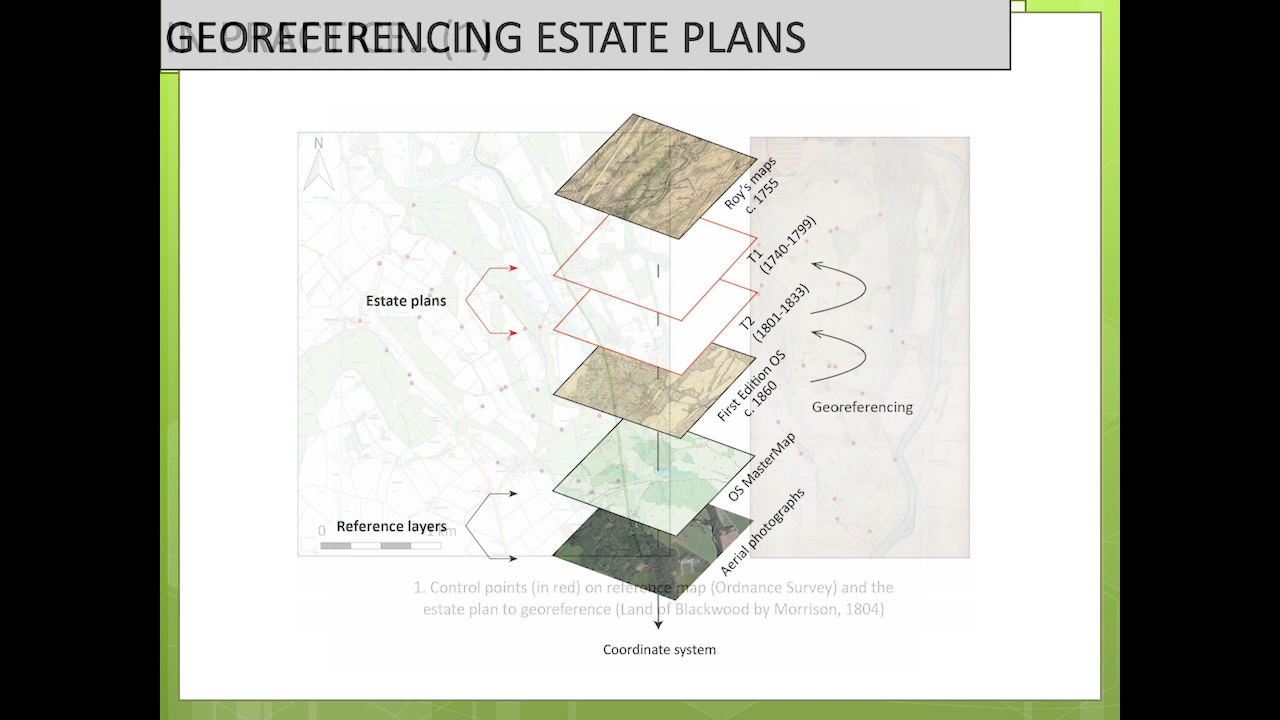 GEOREFERENCING ESTATE PLANS
IN PRACTICE…
N
Roy's maps
c. 1755
T1
(1740-1799)
Estate plans
T2
(1801-1833)
First Edition OS
c. 1860
Georeferencing
OS MasterMap
Reference layers
0 1 km
Aerial photographs
1. Control points (in red) on reference map (Ordnance Survey) and the
estate plan to georeference (Land of Blackwood by Morrison, 1804)
Coordinate system